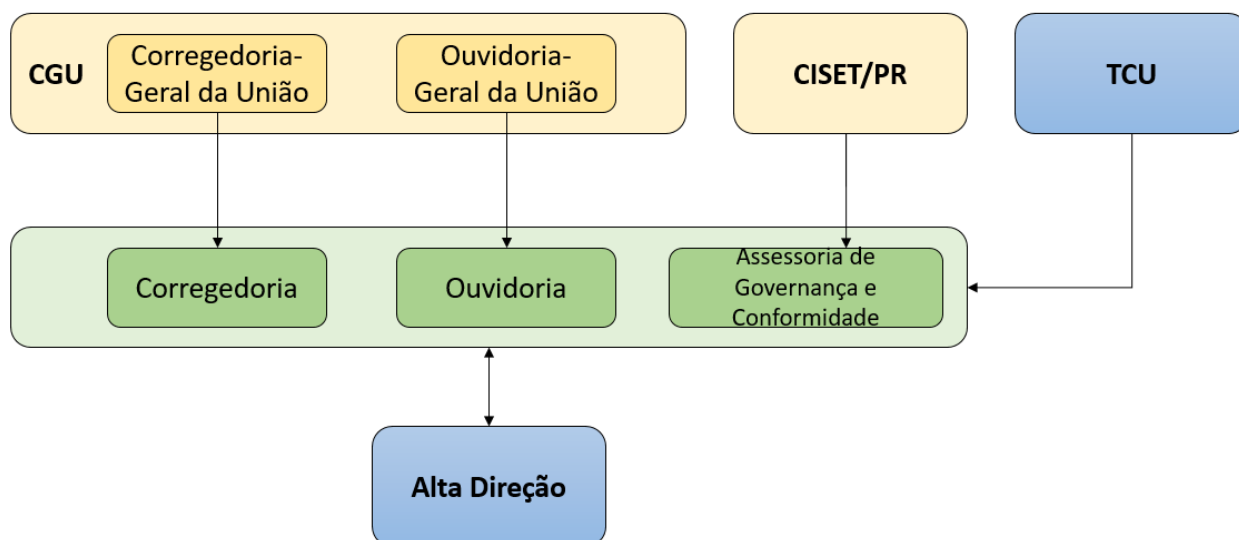 CGU
Corregedoria-
Geral da União
Ouvidoria-
Geral da União
CISET/PR
TCU
Corregedoria
Ouvidoria
Assessoria de
Governança e
Conformidade
Alta Direção